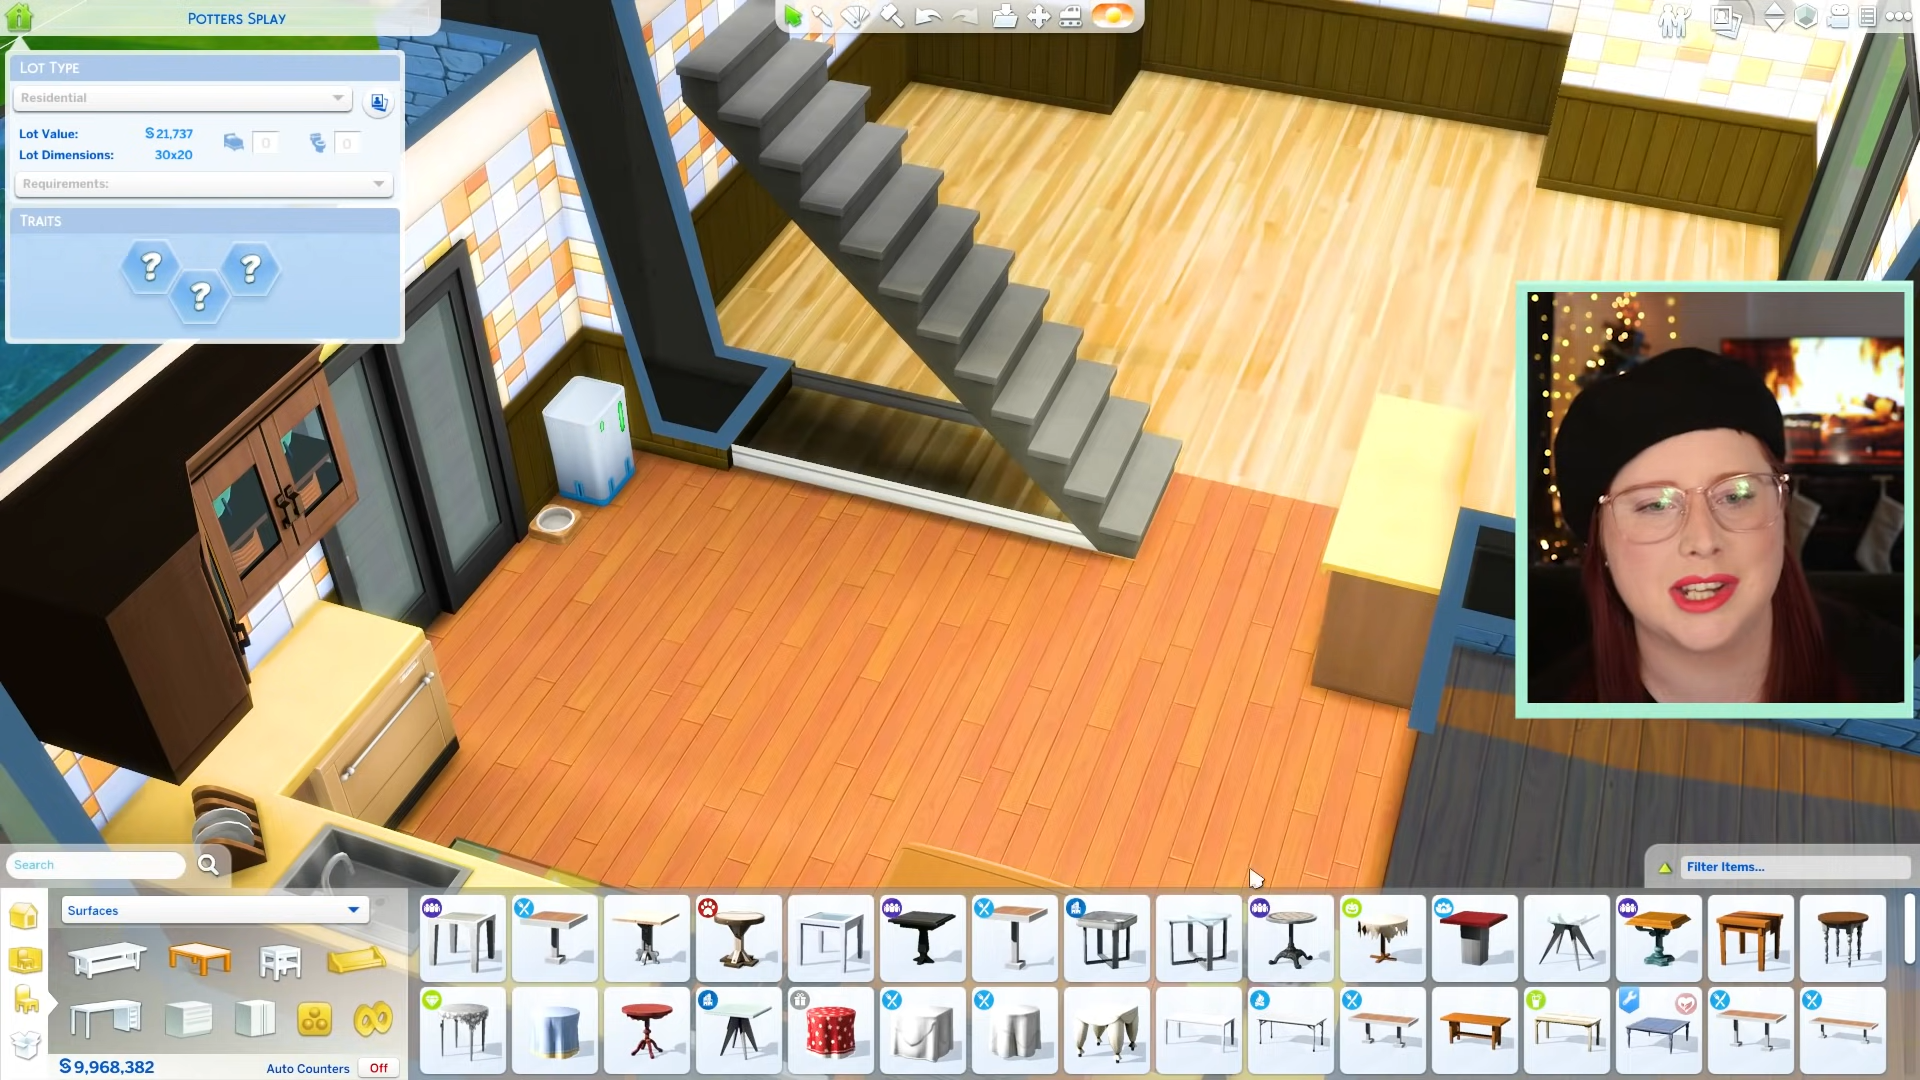 Potters Splay
Lot Type
Residential
Lot Value: §21,737
0 0
Lot Dimensions: 30x20
Requirements:
Traits
? ? ?
Search
Filter Items...
Surfaces
§9,968,382
Auto Counters Off